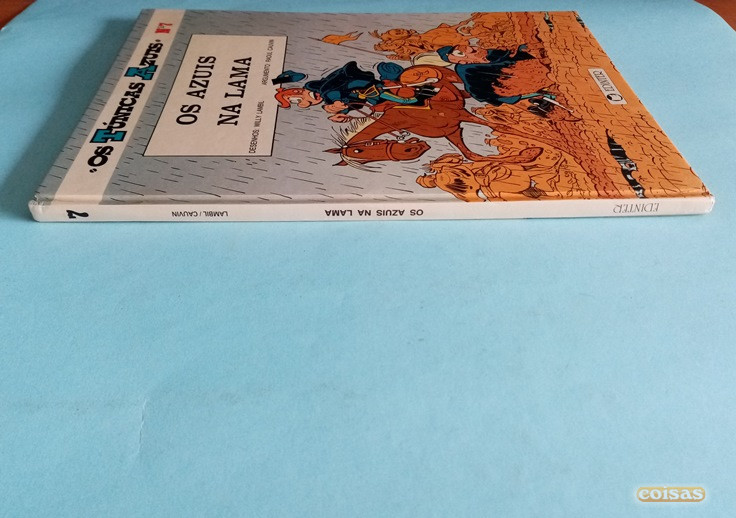 "OS TÚNICAS AZUIS" Nº7
OS AZUIS
NA LAMA
DESENHOS: WILLY LAMBIL
ARGUMENTO: RAOUL CAUVIN
EDINTER
7
LAMBIL / CAUVIN
OS AZUIS NA LAMA
EDINTER
coisas